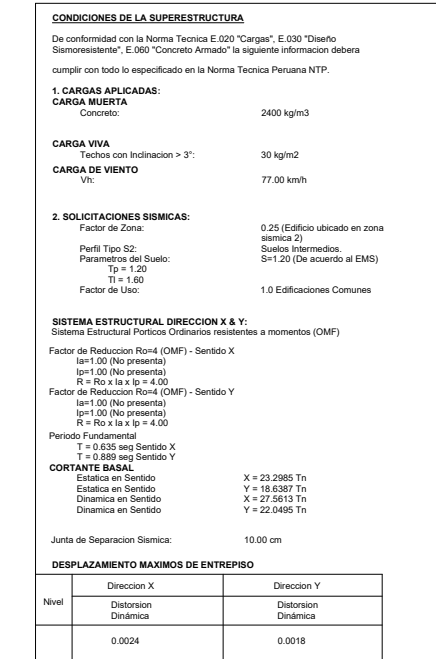 CONDICIONES DE LA SUPERESTRUCTURA
De conformidad con la Norma Tecnica E.020 "Cargas", E.030 "Diseño
Sismoresistente", E.060 "Concreto Armado" la siguiente informacion debera
cumplir con todo lo especificado en la Norma Tecnica Peruana NTP.
1. CARGAS APLICADAS:
CARGA MUERTA
Concreto: 2400 kg/m3
CARGA VIVA
Techos con Inclinacion > 3°: 30 kg/m2
CARGA DE VIENTO
Vh: 77.00 km/h
2. SOLICITACIONES SISMICAS:
Factor de Zona: 0.25 (Edificio ubicado en zona
sismica 2)
Perfil Tipo S2: Suelos Intermedios.
Parametros del Suelo: S=1.20 (De acuerdo al EMS)
Tp = 1.20
Tl = 1.60
Factor de Uso: 1.0 Edificaciones Comunes
SISTEMA ESTRUCTURAL DIRECCION X & Y:
Sistema Estructural Porticos Ordinarios resistentes a momentos (OMF)
Factor de Reduccion Ro=4 (OMF) - Sentido X
Ia=1.00 (No presenta)
Ip=1.00 (No presenta)
R = Ro x Ia x Ip = 4.00
Factor de Reduccion Ro=4 (OMF) - Sentido Y
Ia=1.00 (No presenta)
Ip=1.00 (No presenta)
R = Ro x Ia x Ip = 4.00
Periodo Fundamental
T = 0.635 seg Sentido X
T = 0.889 seg Sentido Y
CORTANTE BASAL
Estatica en Sentido X = 23.2985 Tn
Estatica en Sentido Y = 18.6387 Tn
Dinamica en Sentido X = 27.5613 Tn
Dinamica en Sentido Y = 22.0495 Tn
Junta de Separacion Sismica: 10.00 cm
DESPLAZAMIENTO MAXIMOS DE ENTREPISO
Nivel Direccion X Direccion Y
Distorsion Distorsion
Dinámica Dinámica
0.0024 0.0018